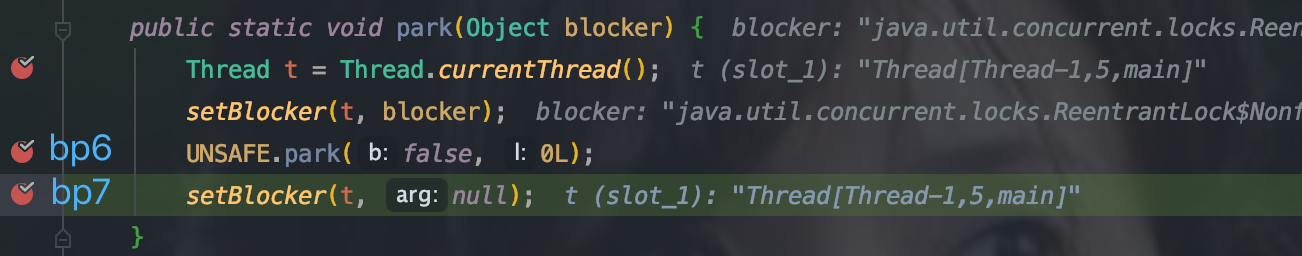 public static void park(Object blocker) { blocker: "java.util.concurrent.locks.Reen
Thread t = Thread.currentThread(); t (slot_1): "Thread[Thread-1,5,main]"
setBlocker(t, blocker); blocker: "java.util.concurrent.locks.ReentrantLock$Nonf
bp6 UNSAFE.park( b: false, l: 0L);
bp7 setBlocker(t, arg: null); t (slot_1): "Thread[Thread-1,5,main]"
}